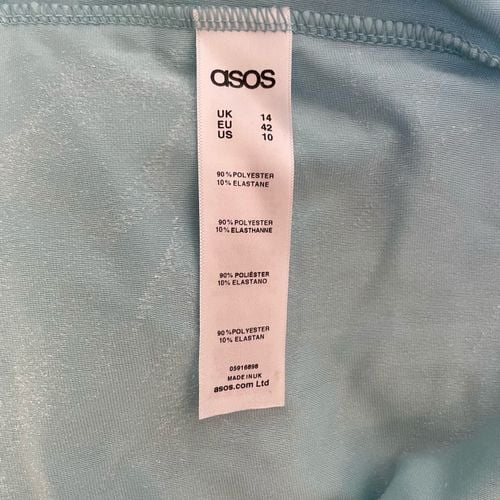 asos
UK 14
EU 42
US 10
90% POLYESTER
10% ELASTANE
90% POLYESTER
10% ELASTHANNE
90% POLIÉSTER
10% ELASTANO
90% POLYESTER
10% ELASTAN
05916898
MADE IN UK
asos.com Ltd